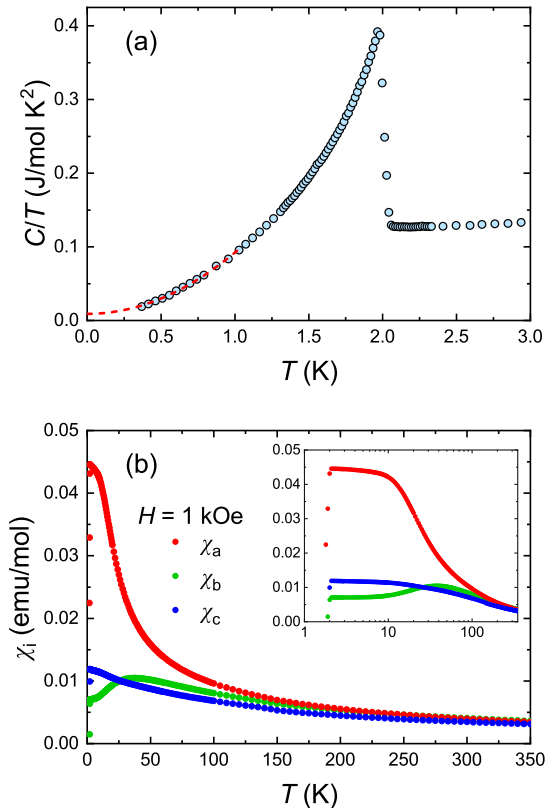 (a)
C/T (J/mol K²)
0.4
0.3
0.2
0.1
0.0
0.0 0.5 1.0 1.5 2.0 2.5 3.0
T (K)
(b)
χᵢ (emu/mol)
0.05
0.04
0.03
0.02
0.01
0.00
H = 1 kOe
χₐ
χb
χc
0.05
0.04
0.03
0.02
0.01
0.00
1 10 100
0 50 100 150 200 250 300 350
T (K)